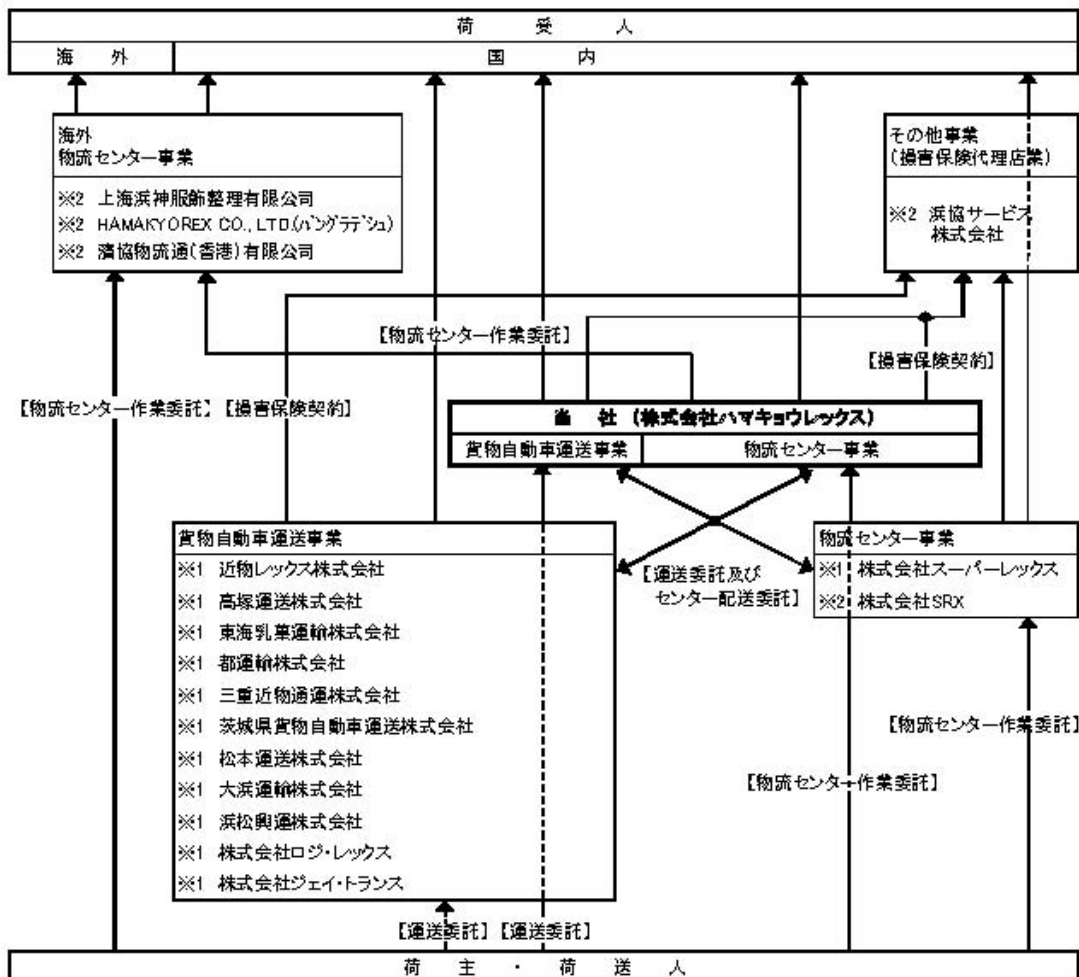 荷 受 人
海 外
国 内
海外
物流センター事業
※2 上海浜神服飾整理有限公司
※2 HAMAKYOREX CO., LTD.(バングラデシュ)
※2 濱協物流通(香港)有限公司
その他事業
(損害保険代理店業)
※2 浜協サービス
株式会社
【物流センター作業委託】
【損害保険契約】
【物流センター作業委託】【損害保険契約】
当 社 (株式会社ハマキョウレックス)
貨物自動車運送事業
物流センター事業
貨物自動車運送事業
※1 近物レックス株式会社
※1 高塚運送株式会社
※1 東海乳菓運輸株式会社
※1 都運輸株式会社
※1 三重近物通運株式会社
※1 茨城県貨物自動車運送株式会社
※1 松本運送株式会社
※1 大浜運輸株式会社
※1 浜松興運株式会社
※1 株式会社ロジ・レックス
※1 株式会社ジェイ・トランス
【運送委託及び
センター配送委託】
物流センター事業
※1 株式会社スーパーレックス
※2 株式会社SRX
【物流センター作業委託】
【物流センター作業委託】
【運送委託】【運送委託】
荷 主 ・ 荷 送 人